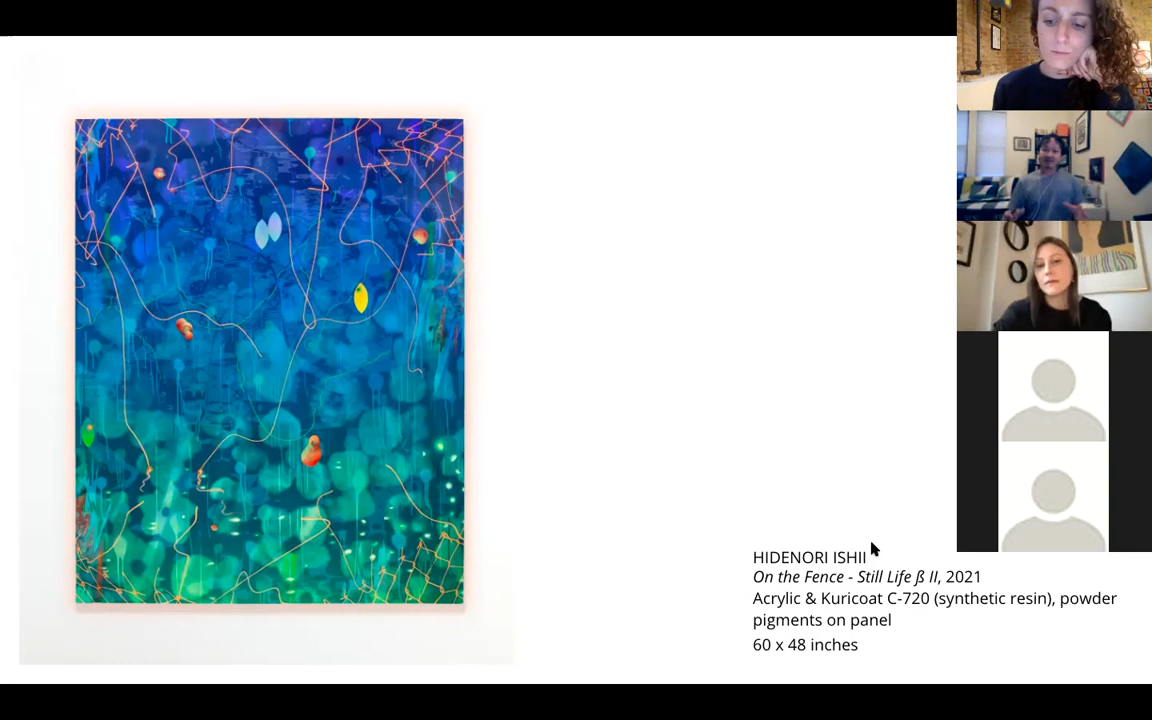 HIDENORI ISHII
On the Fence - Still Life β II, 2021
Acrylic & Kuricoat C-720 (synthetic resin), powder
pigments on panel
60 x 48 inches